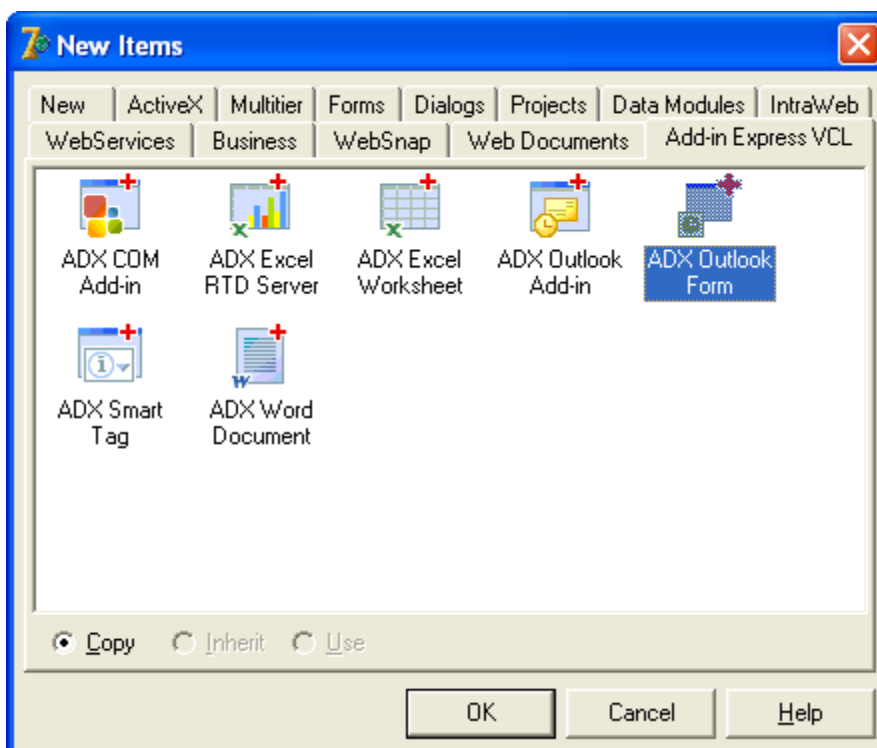 New Items
New ActiveX Multitier Forms Dialogs Projects Data Modules IntraWeb
WebServices Business WebSnap Web Documents Add-in Express VCL
ADX COM
Add-in
ADX Excel
RTD Server
ADX Excel
Worksheet
ADX Outlook
Add-in
ADX Outlook
Form
ADX Smart
Tag
ADX Word
Document
Copy Inherit Use
OK Cancel Help